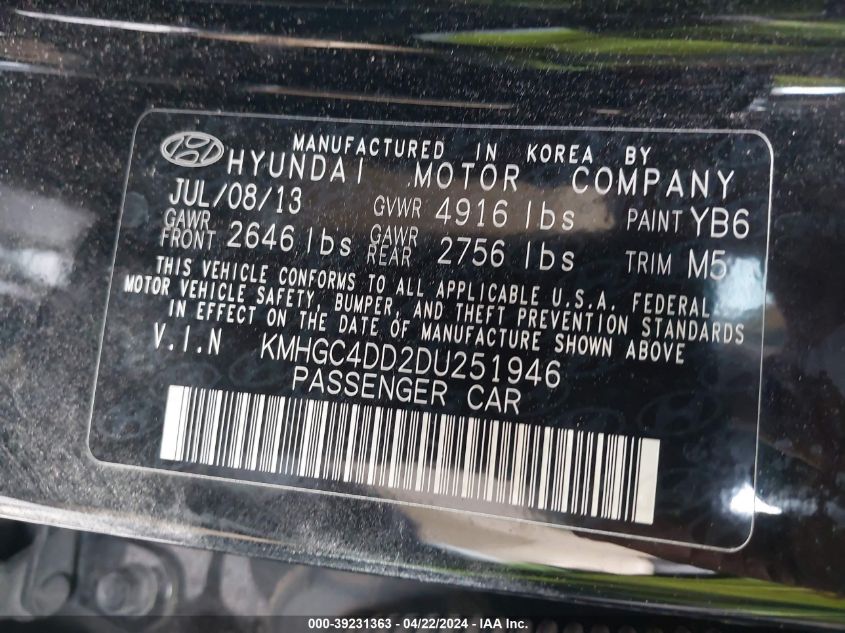 MANUFACTURED IN KOREA BY
HYUNDAI MOTOR COMPANY
JUL/08/13 GVWR 4916 lbs PAINT YB6
GAWR FRONT 2646 lbs GAWR REAR 2756 lbs TRIM M5
THIS VEHICLE CONFORMS TO ALL APPLICABLE U.S.A. FEDERAL
MOTOR VEHICLE SAFETY, BUMPER, AND THEFT PREVENTION STANDARDS
IN EFFECT ON THE DATE OF MANUFACTURE SHOWN ABOVE
V.I.N KMHGC4DD2DU251946
PASSENGER CAR
000-39231363 - 04/22/2024 - IAA Inc.